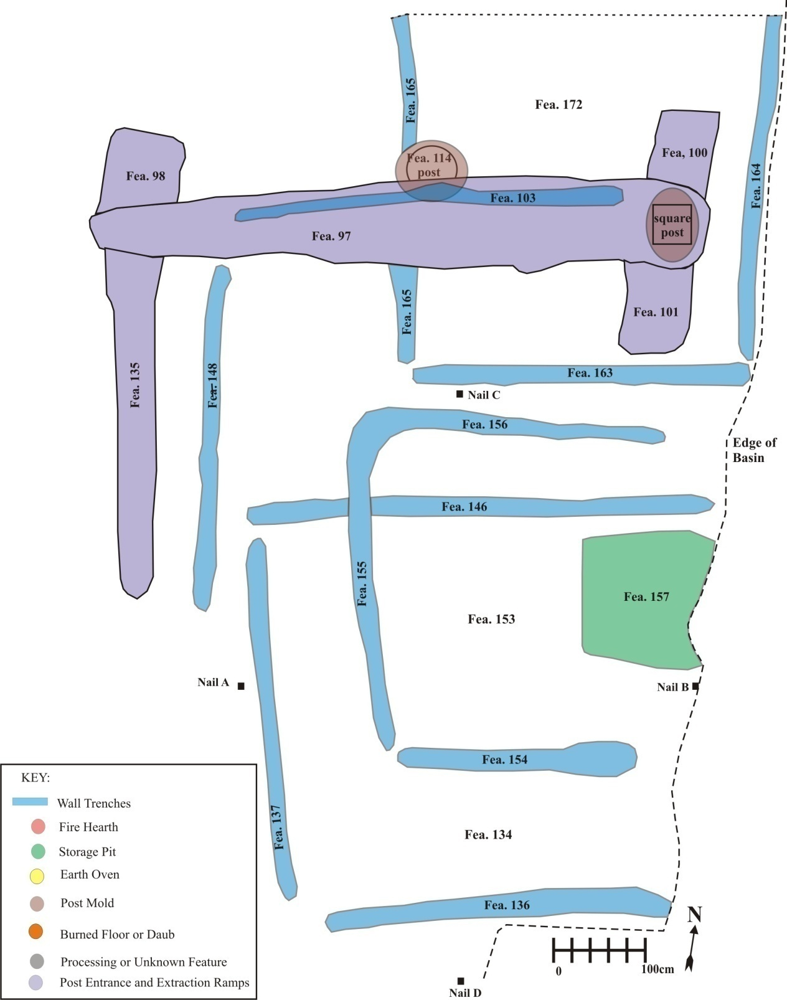 Fea. 165
Fea. 172
Fea. 98
Fea, 100
Fea. 114
post
Fea. 164
Fea. 103
square
post
Fea. 97
Fea. 165
Fea. 101
Fea. 135
Fea. 148
Fea. 163
Nail C
Fea. 156
Edge of
Basin
Fea. 146
Fea. 155
Fea. 157
Fea. 153
Nail A
Nail B
Fea. 154
Fea. 137
Fea. 134
Fea. 136
N
0
100cm
Nail D
KEY:
Wall Trenches
Fire Hearth
Storage Pit
Earth Oven
Post Mold
Burned Floor or Daub
Processing or Unknown Feature
Post Entrance and Extraction Ramps